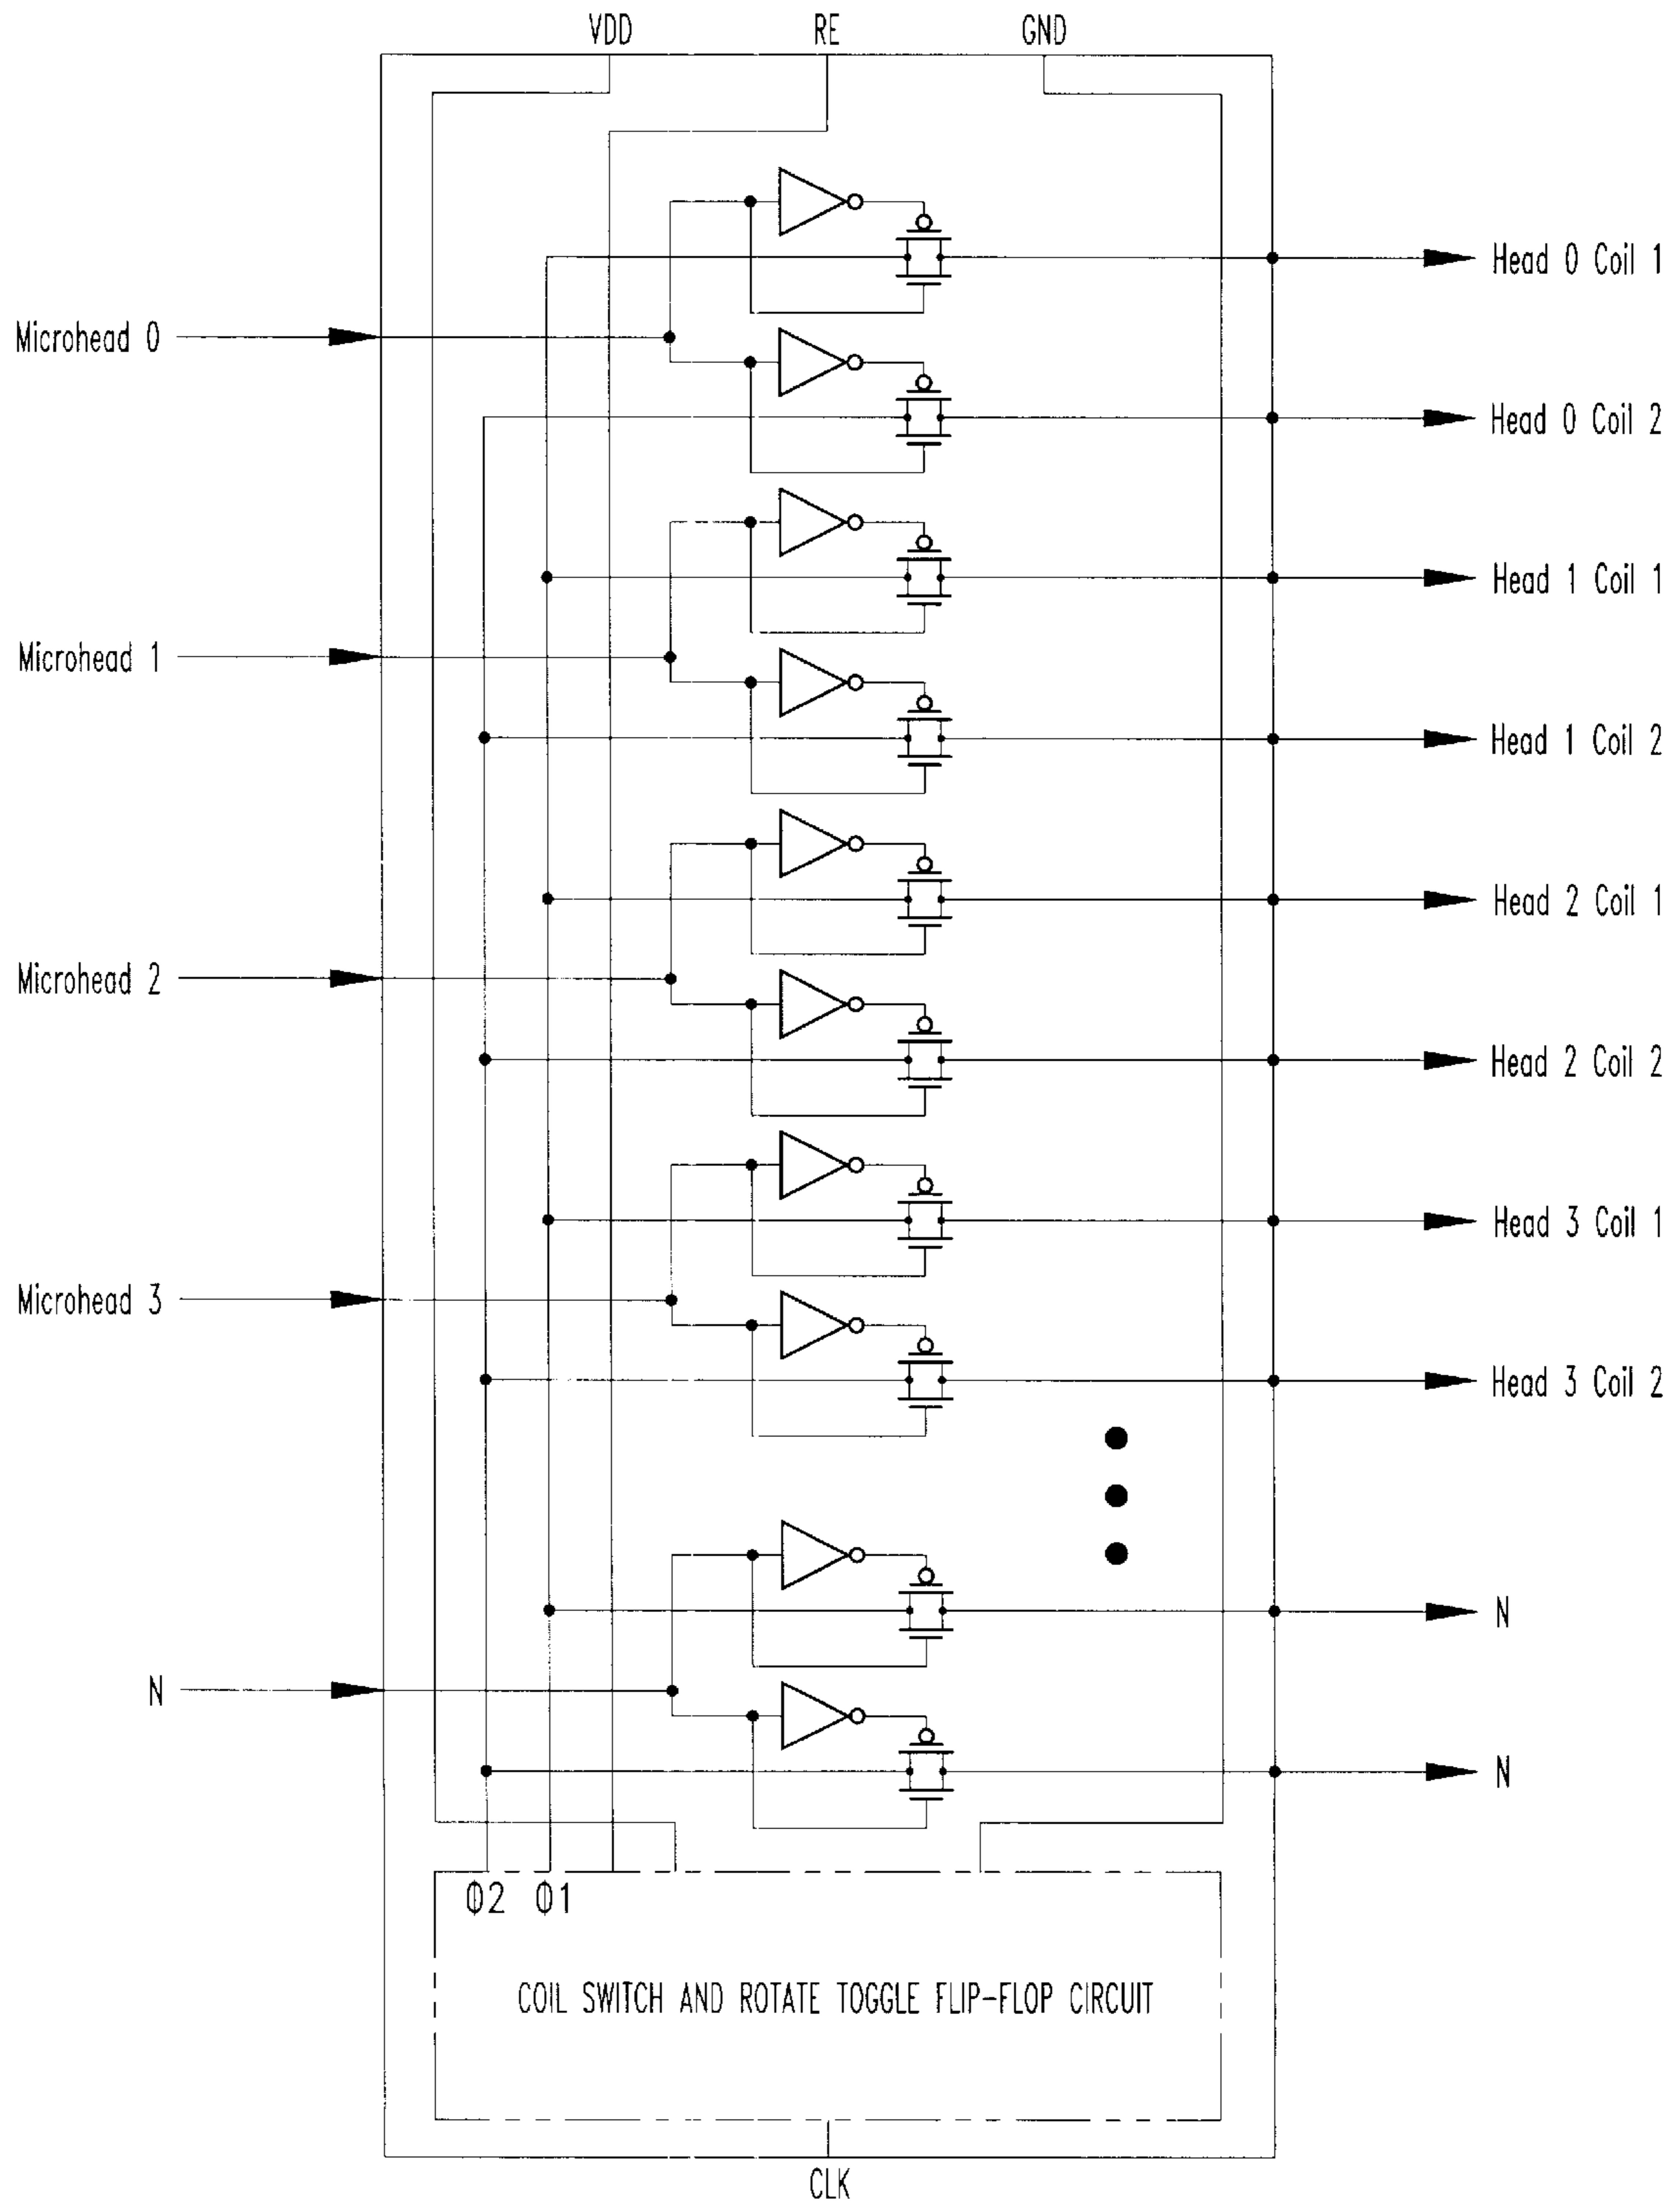 VDD RE GND
Head 0 Coil 1
Microhead 0
Head 0 Coil 2
Head 1 Coil 1
Microhead 1
Head 1 Coil 2
Head 2 Coil 1
Microhead 2
Head 2 Coil 2
Head 3 Coil 1
Microhead 3
Head 3 Coil 2
N
N
N
Φ2 Φ1
COIL SWITCH AND ROTATE TOGGLE FLIP-FLOP CIRCUIT
CLK